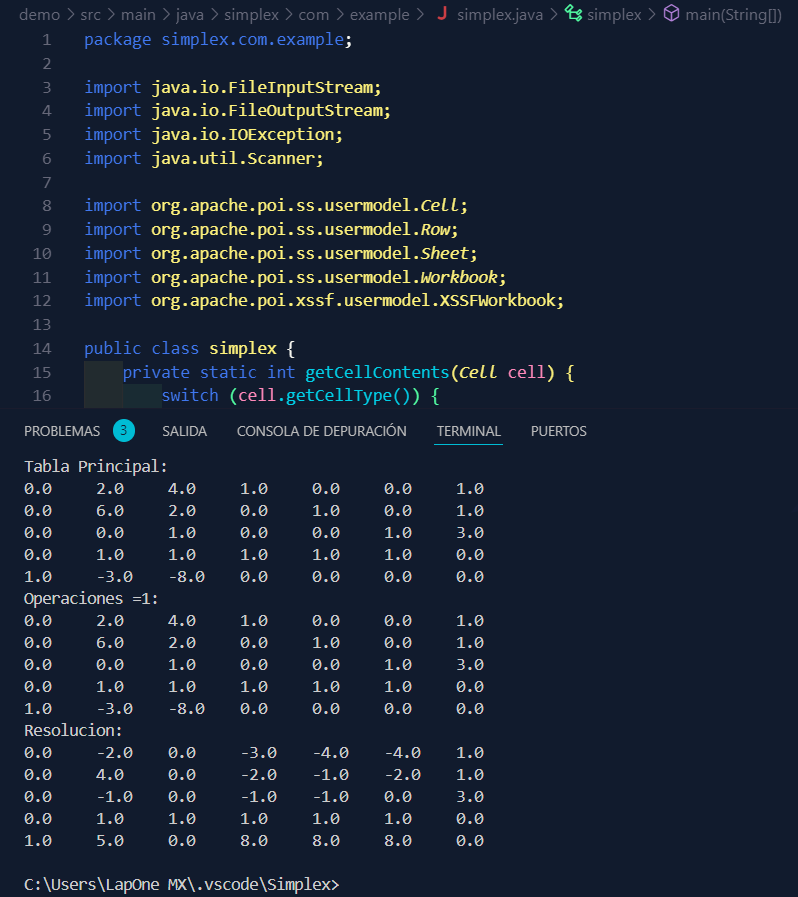 demo > src > main > java > simplex > com > example > simplex.java > simplex > main(String[])
1 package simplex.com.example;
2
3 import java.io.FileInputStream;
4 import java.io.FileOutputStream;
5 import java.io.IOException;
6 import java.util.Scanner;
7
8 import org.apache.poi.ss.usermodel.Cell;
9 import org.apache.poi.ss.usermodel.Row;
10 import org.apache.poi.ss.usermodel.Sheet;
11 import org.apache.poi.ss.usermodel.Workbook;
12 import org.apache.poi.xssf.usermodel.XSSFWorkbook;
13
14 public class simplex {
15 private static int getCellContents(Cell cell) {
16 switch (cell.getCellType()) {
PROBLEMAS 3 SALIDA CONSOLA DE DEPURACIÓN TERMINAL PUERTOS
Tabla Principal:
0.0 2.0 4.0 1.0 0.0 0.0 1.0
0.0 6.0 2.0 0.0 1.0 0.0 1.0
0.0 0.0 1.0 0.0 0.0 1.0 3.0
0.0 1.0 1.0 1.0 1.0 1.0 0.0
1.0 -3.0 -8.0 0.0 0.0 0.0 0.0
Operaciones =1:
0.0 2.0 4.0 1.0 0.0 0.0 1.0
0.0 6.0 2.0 0.0 1.0 0.0 1.0
0.0 0.0 1.0 0.0 0.0 1.0 3.0
0.0 1.0 1.0 1.0 1.0 1.0 0.0
1.0 -3.0 -8.0 0.0 0.0 0.0 0.0
Resolucion:
0.0 -2.0 0.0 -3.0 -4.0 -4.0 1.0
0.0 4.0 0.0 -2.0 -1.0 -2.0 1.0
0.0 -1.0 0.0 -1.0 -1.0 0.0 3.0
0.0 1.0 1.0 1.0 1.0 1.0 0.0
1.0 5.0 0.0 8.0 8.0 8.0 0.0
C:\Users\LapOne MX\.vscode\Simplex>